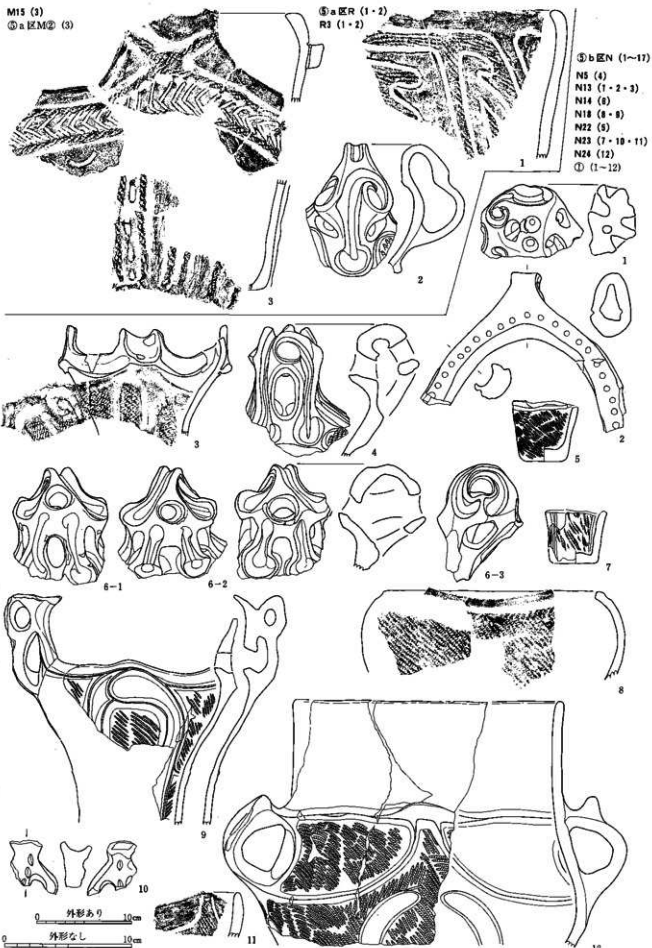 M15 (3)
⑤a区M② (3)
⑤a区R (1・2)
R3 (1・2)
⑤b区N (1~17)
N5 (4)
N13 (1・2・3)
N14 (6)
N18 (8・9)
N22 (5)
N23 (7・10・11)
N24 (12)
① (1~12)
1
2
3
1
2
3
4
5
6-1
6-2
6-3
7
8
9
10
11
外形あり
0 10cm
外形なし
0 10cm